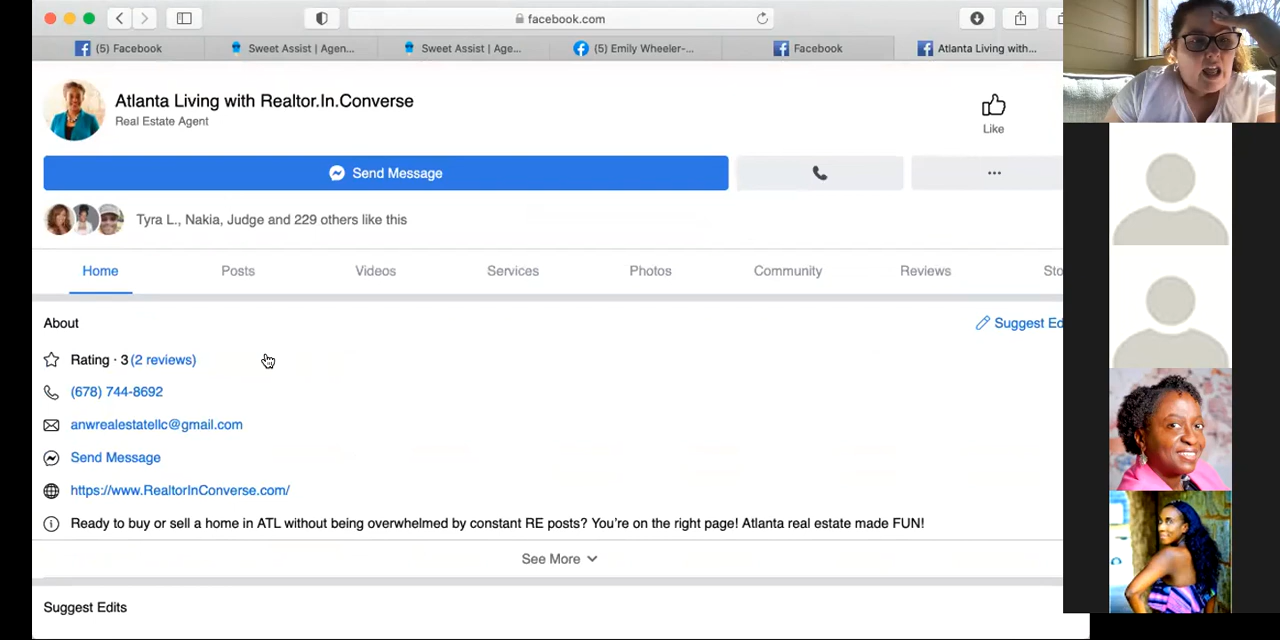 facebook.com
(5) Facebook
Sweet Assist | Agen...
Sweet Assist | Age...
(5) Emily Wheeler-...
Facebook
Atlanta Living with...
Atlanta Living with Realtor.In.Converse
Real Estate Agent
Like
Send Message
Tyra L., Nakia, Judge and 229 others like this
Home Posts Videos Services Photos Community Reviews Sto
About
Suggest Ed
Rating · 3 (2 reviews)
(678) 744-8692
anwrealestatellc@gmail.com
Send Message
https://www.RealtorInConverse.com/
Ready to buy or sell a home in ATL without being overwhelmed by constant RE posts? You're on the right page! Atlanta real estate made FUN!
See More
Suggest Edits